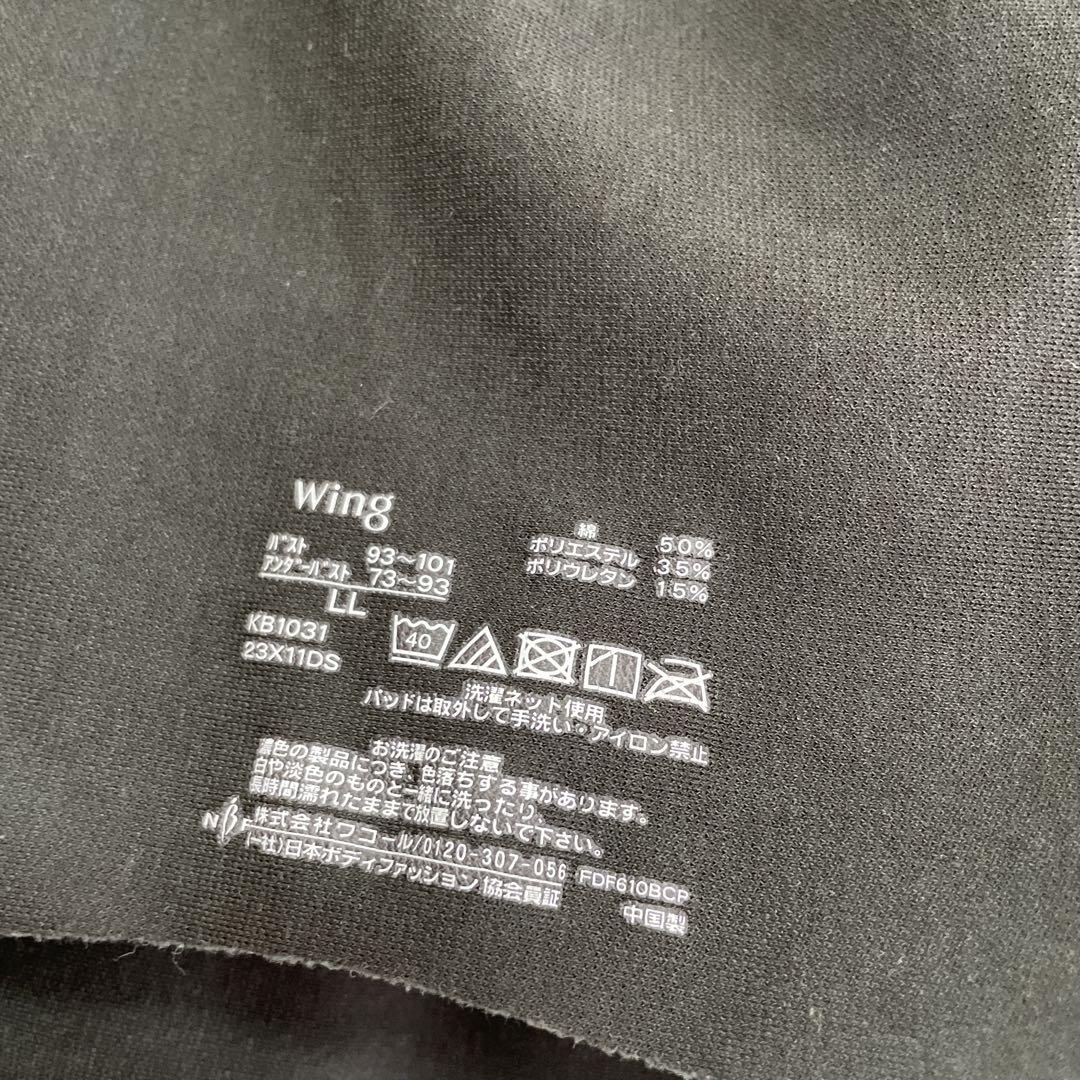 Wing
バスト 93～101
アンダーバスト 73～93
LL
KB1031
23X11DS
綿 50%
ポリエステル 35%
ポリウレタン 15%
40
洗濯ネット使用
パッドは取外して手洗い・アイロン禁止
お洗濯のご注意
濃色の製品につき、色落ちする事があります。
白や淡色のものと一緒に洗ったり、
長時間濡れたままで放置しないで下さい。
株式会社ワコール/0120-307-056
(一社)日本ボディファッション協会員証
NBF
FDF610BCP
中国製